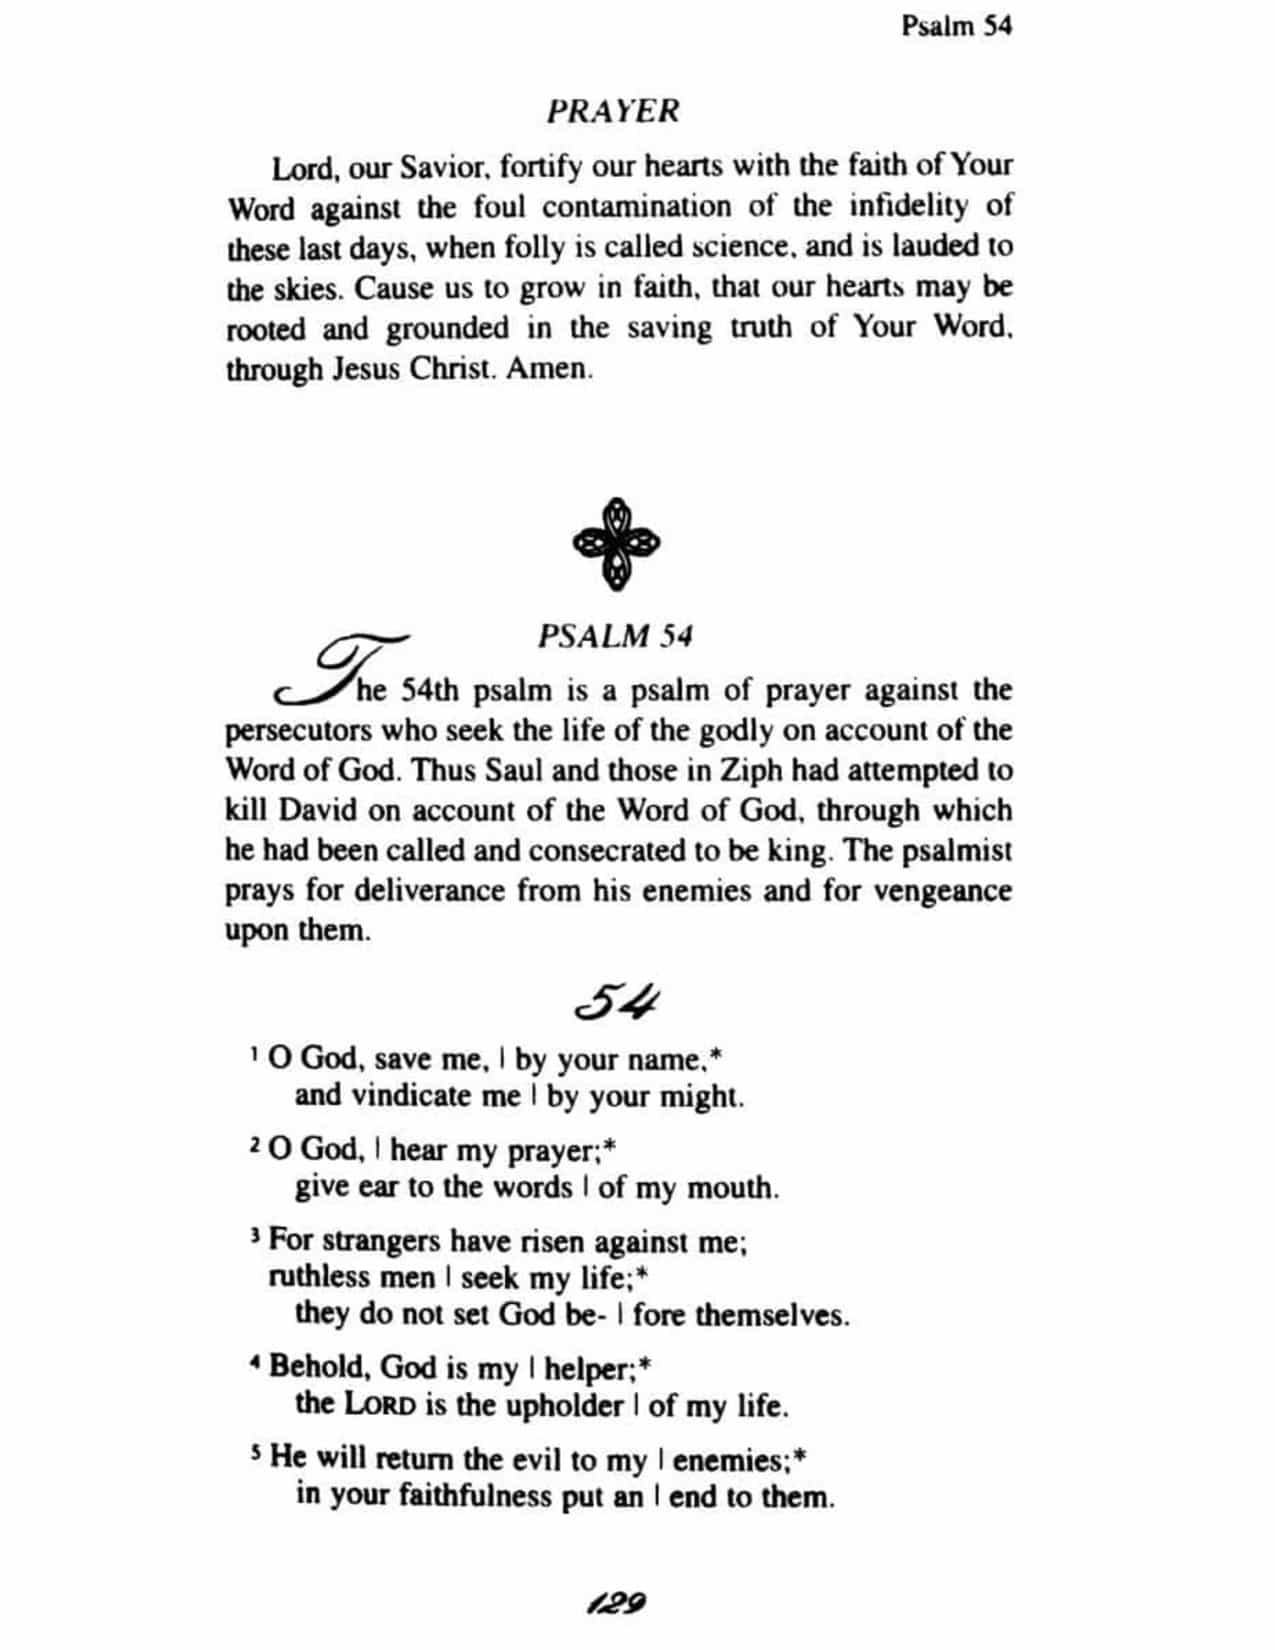 Psalm 54
PRAYER
Lord, our Savior, fortify our hearts with the faith of Your
Word against the foul contamination of the infidelity of
these last days, when folly is called science, and is lauded to
the skies. Cause us to grow in faith, that our hearts may be
rooted and grounded in the saving truth of Your Word,
through Jesus Christ. Amen.
PSALM 54
The 54th psalm is a psalm of prayer against the
persecutors who seek the life of the godly on account of the
Word of God. Thus Saul and those in Ziph had attempted to
kill David on account of the Word of God, through which
he had been called and consecrated to be king. The psalmist
prays for deliverance from his enemies and for vengeance
upon them.
54
¹ O God, save me, | by your name,*
and vindicate me | by your might.
² O God, | hear my prayer;*
give ear to the words | of my mouth.
³ For strangers have risen against me;
ruthless men | seek my life;*
they do not set God be- | fore themselves.
⁴ Behold, God is my | helper;*
the LORD is the upholder | of my life.
⁵ He will return the evil to my | enemies;*
in your faithfulness put an | end to them.
129